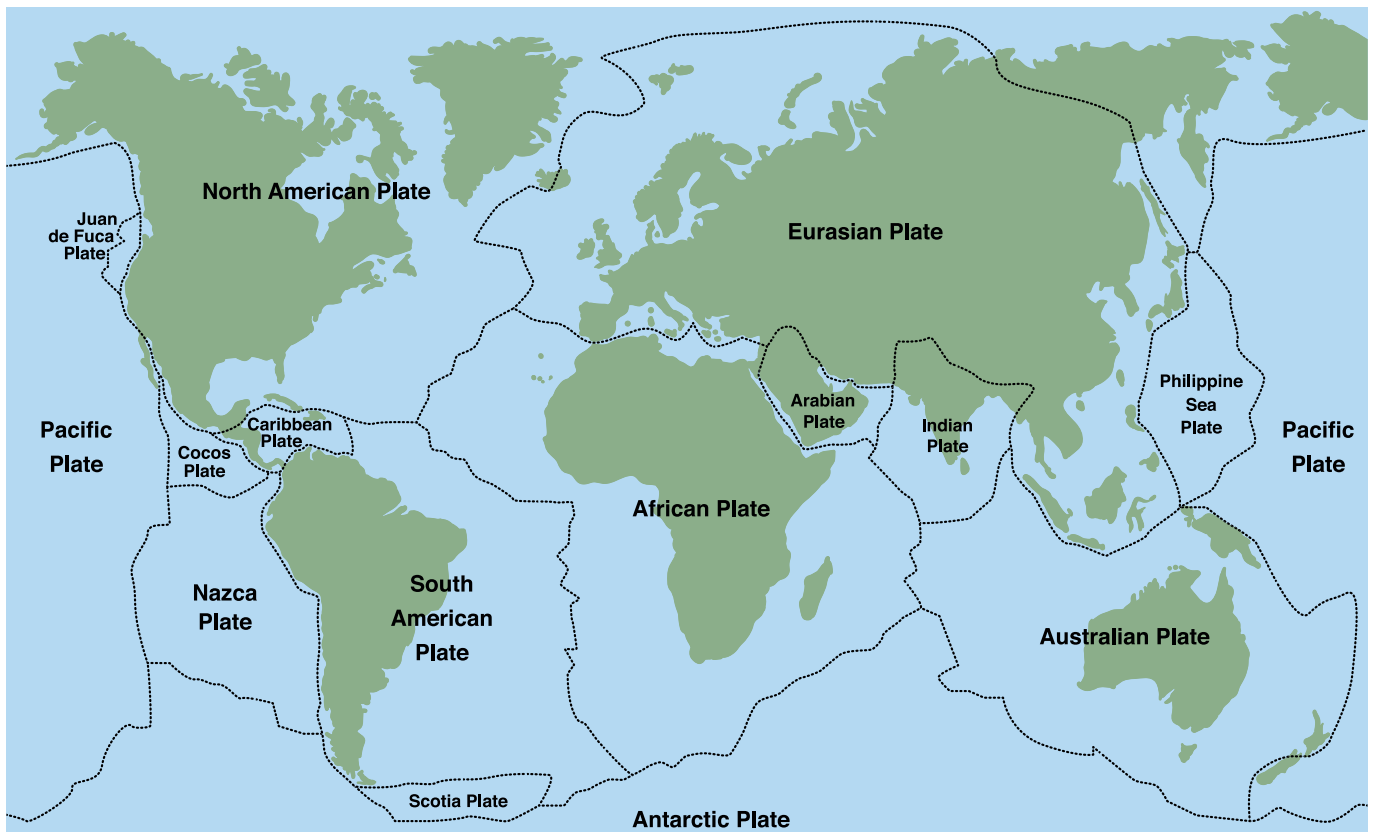 North American Plate
Juan
de Fuca
Plate
Eurasian Plate
Pacific
Plate
Cocos
Plate
Caribbean
Plate
Arabian
Plate
Indian
Plate
Philippine
Sea
Plate
Pacific
Plate
African Plate
Nazca
Plate
South
American
Plate
Australian Plate
Scotia Plate
Antarctic Plate